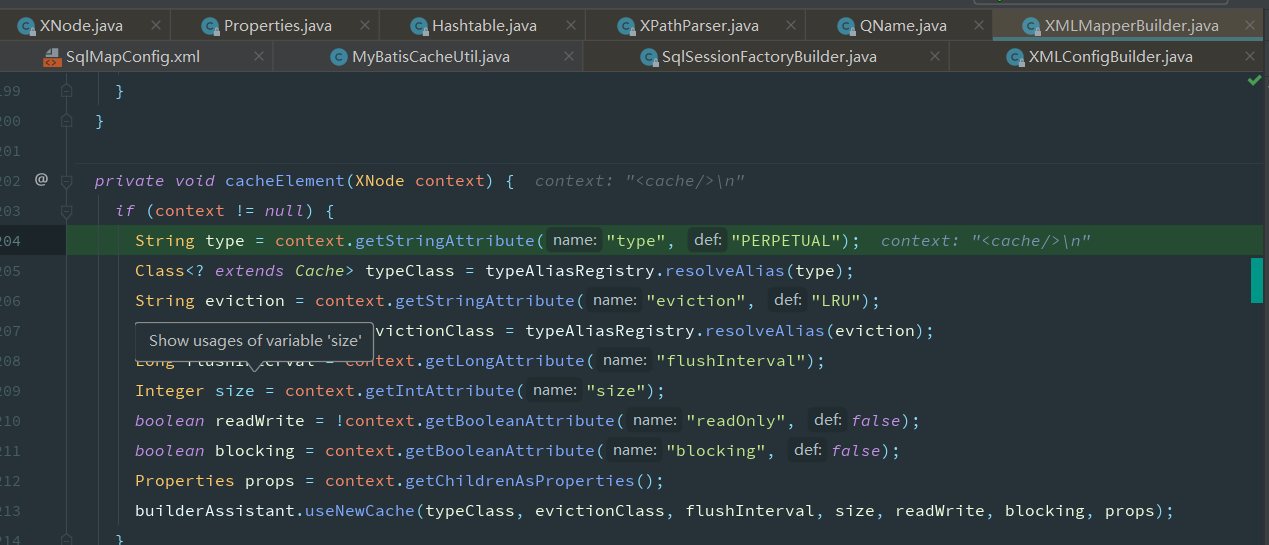 XNode.java Properties.java Hashtable.java XPathParser.java QName.java XMLMapperBuilder.java
SqlMapConfig.xml MyBatisCacheUtil.java SqlSessionFactoryBuilder.java XMLConfigBuilder.java
199 }
200 }
201
202 @ private void cacheElement(XNode context) { context: "<cache/>\n"
203 if (context != null) {
204 String type = context.getStringAttribute( name: "type", def: "PERPETUAL"); context: "<cache/>\n"
205 Class<? extends Cache> typeClass = typeAliasRegistry.resolveAlias(type);
206 String eviction = context.getStringAttribute( name: "eviction", def: "LRU");
207 victionClass = typeAliasRegistry.resolveAlias(eviction);
Show usages of variable 'size'
208 Long flushInterval = context.getLongAttribute( name: "flushInterval");
209 Integer size = context.getIntAttribute( name: "size");
210 boolean readWrite = !context.getBooleanAttribute( name: "readOnly", def: false);
211 boolean blocking = context.getBooleanAttribute( name: "blocking", def: false);
212 Properties props = context.getChildrenAsProperties();
213 builderAssistant.useNewCache(typeClass, evictionClass, flushInterval, size, readWrite, blocking, props);
214 }